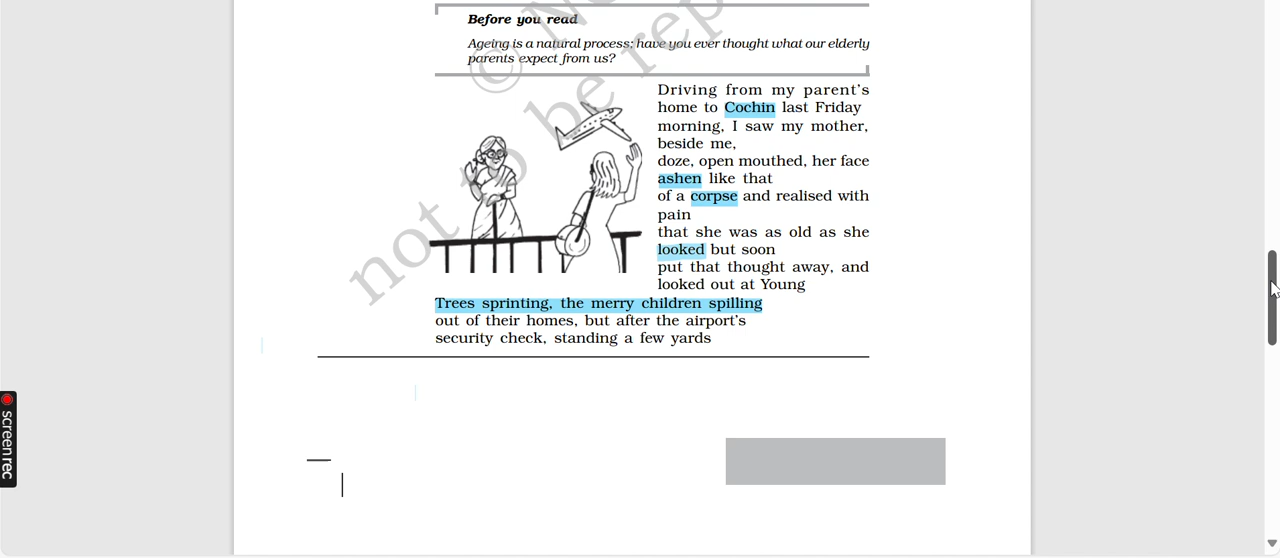 Before you read
Ageing is a natural process; have you ever thought what our elderly
parents expect from us?
Driving from my parent's
home to Cochin last Friday
morning, I saw my mother,
beside me,
doze, open mouthed, her face
ashen like that
of a corpse and realised with
pain
that she was as old as she
looked but soon
put that thought away, and
looked out at Young
Trees sprinting, the merry children spilling
out of their homes, but after the airport's
security check, standing a few yards
© N
not to be rep
screenrec